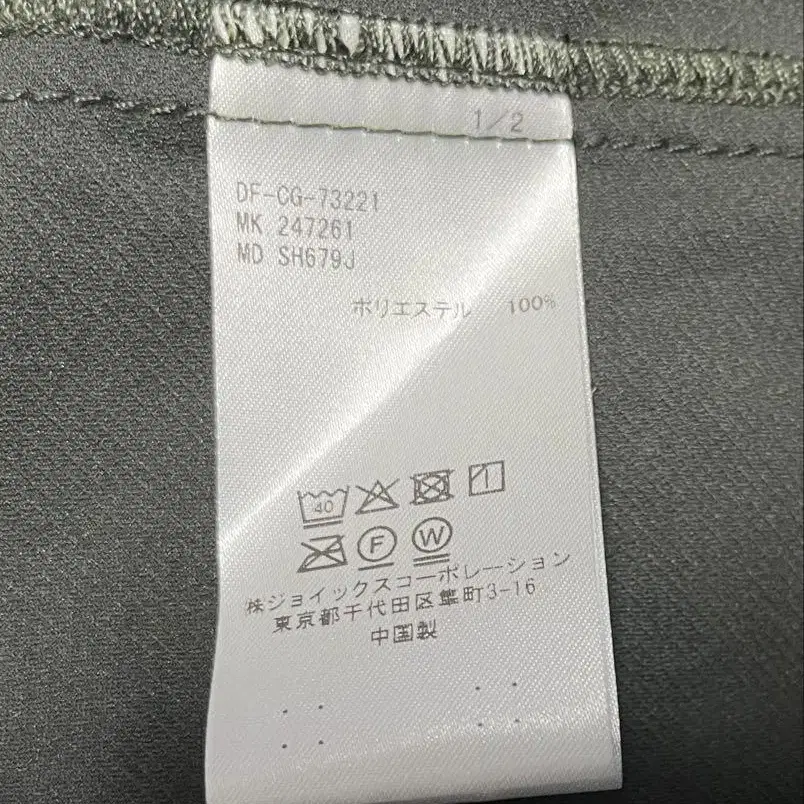 1/2
DF-CG-73221
MK 247261
MD SH679J
ポリエステル 100%
40
F W
株ジョイックスコーポレーション
東京都千代田区麹町3-16
中国製